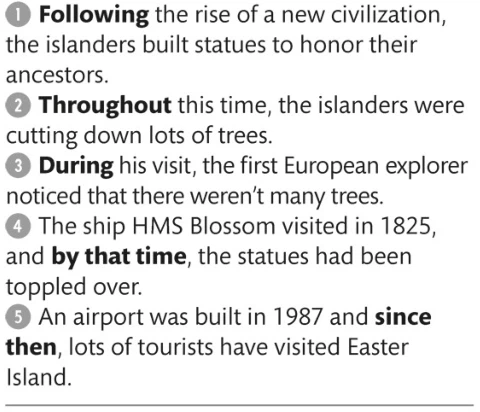 1 Following the rise of a new civilization,
the islanders built statues to honor their
ancestors.
2 Throughout this time, the islanders were
cutting down lots of trees.
3 During his visit, the first European explorer
noticed that there weren’t many trees.
4 The ship HMS Blossom visited in 1825,
and by that time, the statues had been
toppled over.
5 An airport was built in 1987 and since
then, lots of tourists have visited Easter
Island.